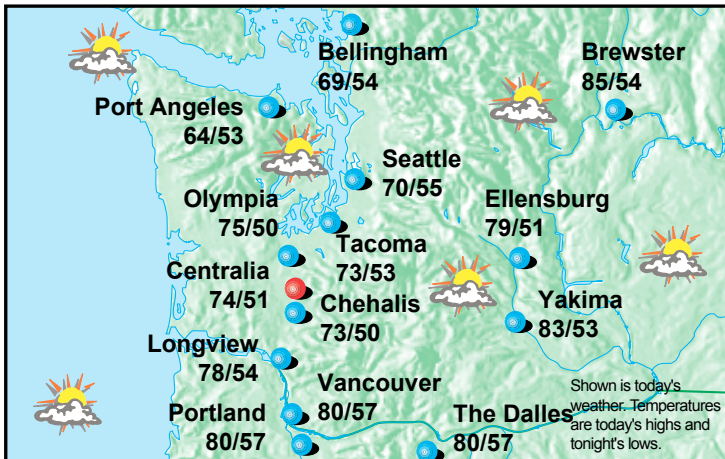 Bellingham
69/54
Brewster
85/54
Port Angeles
64/53
Seattle
70/55
Olympia
75/50
Ellensburg
79/51
Tacoma
73/53
Centralia
74/51
Chehalis
73/50
Yakima
83/53
Longview
78/54
Vancouver
80/57
Portland
80/57
The Dalles
80/57
Shown is today's
weather. Temperatures
are today's highs and
tonight's lows.